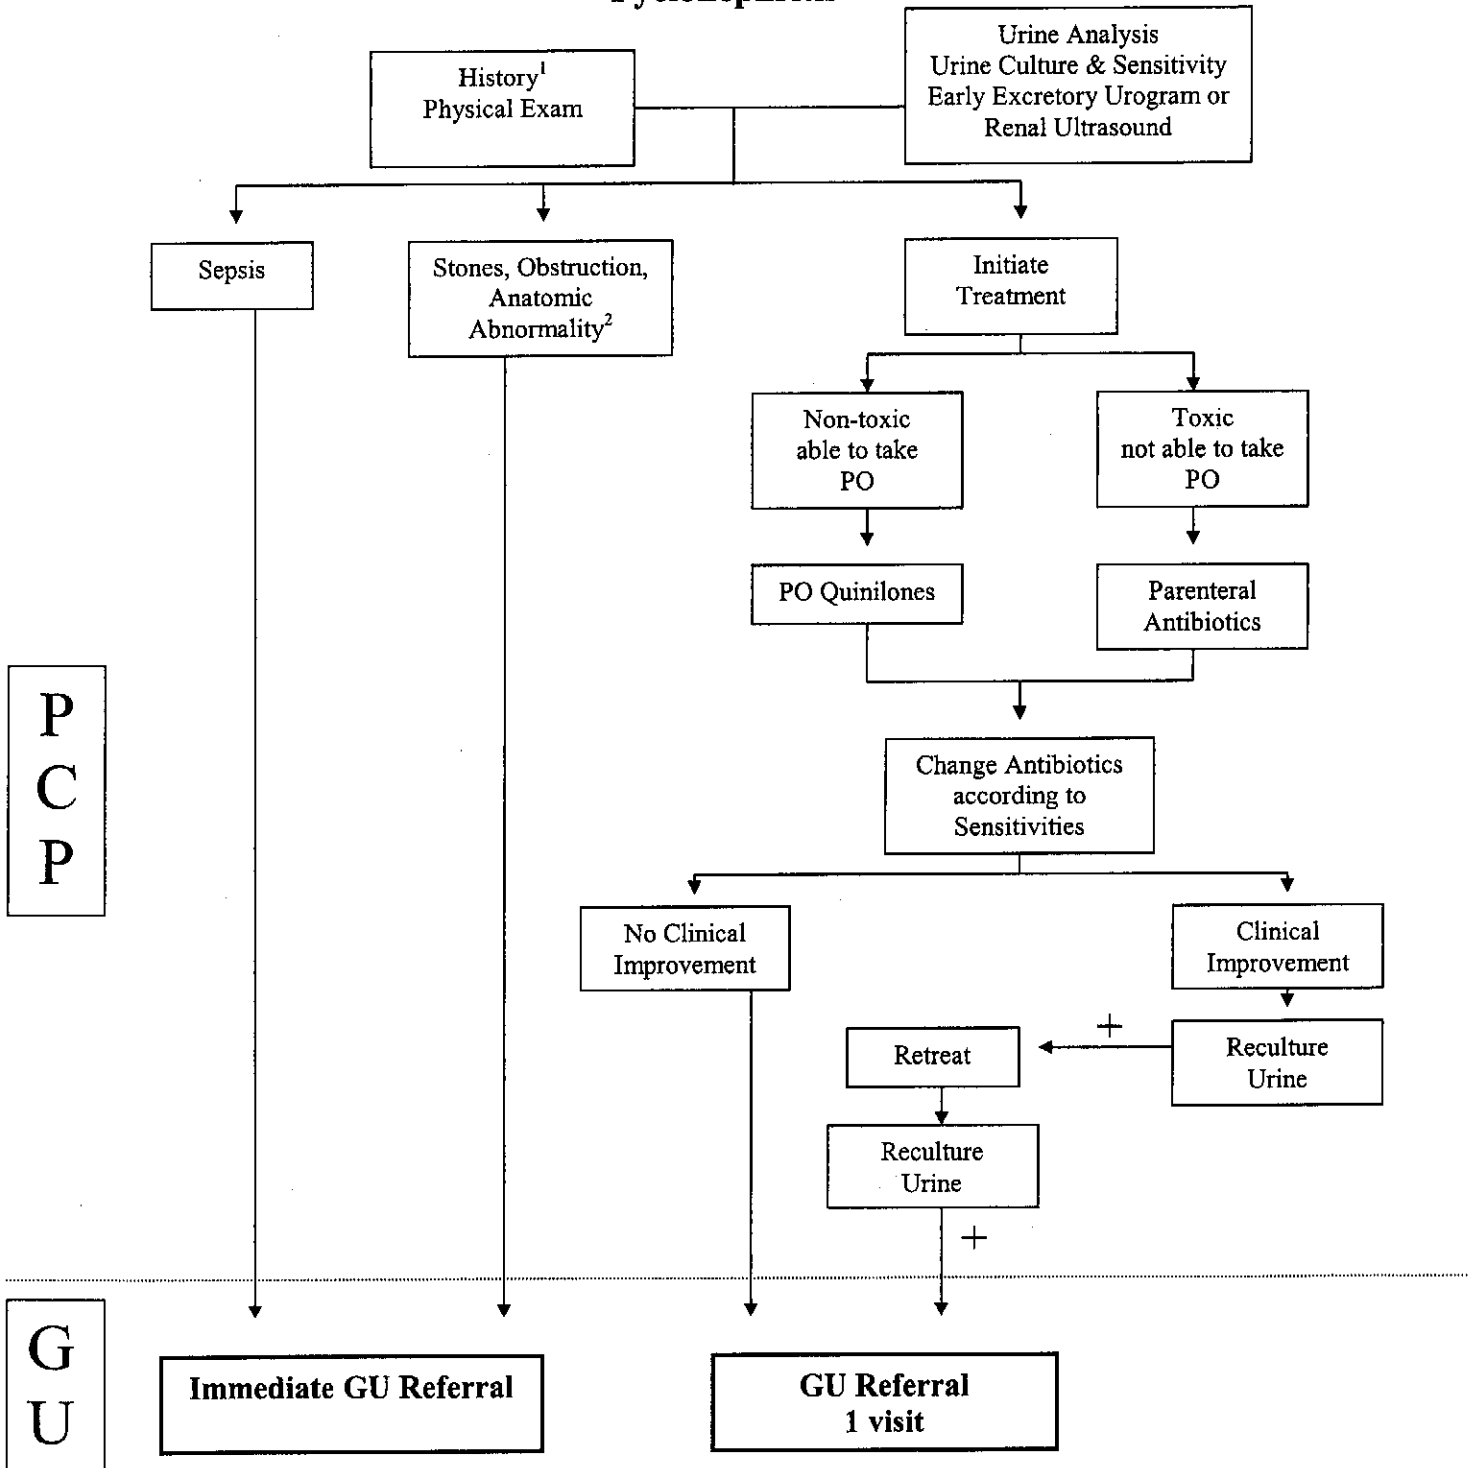 History1
Physical Exam
Urine Analysis
Urine Culture & Sensitivity
Early Excretory Urogram or
Renal Ultrasound
Sepsis
Stones, Obstruction,
Anatomic
Abnormality2
Initiate
Treatment
Non-toxic
able to take
PO
Toxic
not able to take
PO
PO Quinilones
Parenteral
Antibiotics
P
C
P
Change Antibiotics
according to
Sensitivities
No Clinical
Improvement
Clinical
Improvement
+
Retreat
Reculture
Urine
Reculture
Urine
+
G
U
Immediate GU Referral
GU Referral
1 visit